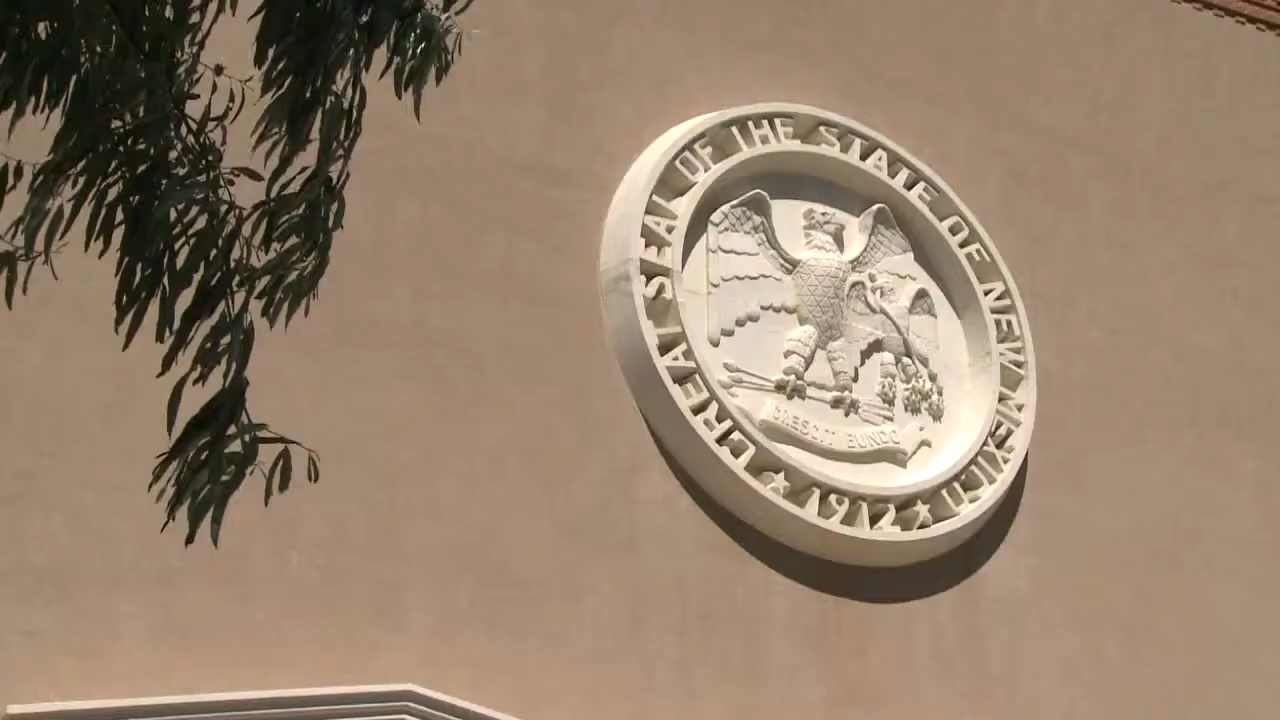 GREAT SEAL OF THE STATE OF NEW MEXICO
★ 1912 ★
CRESCIT EUNDO